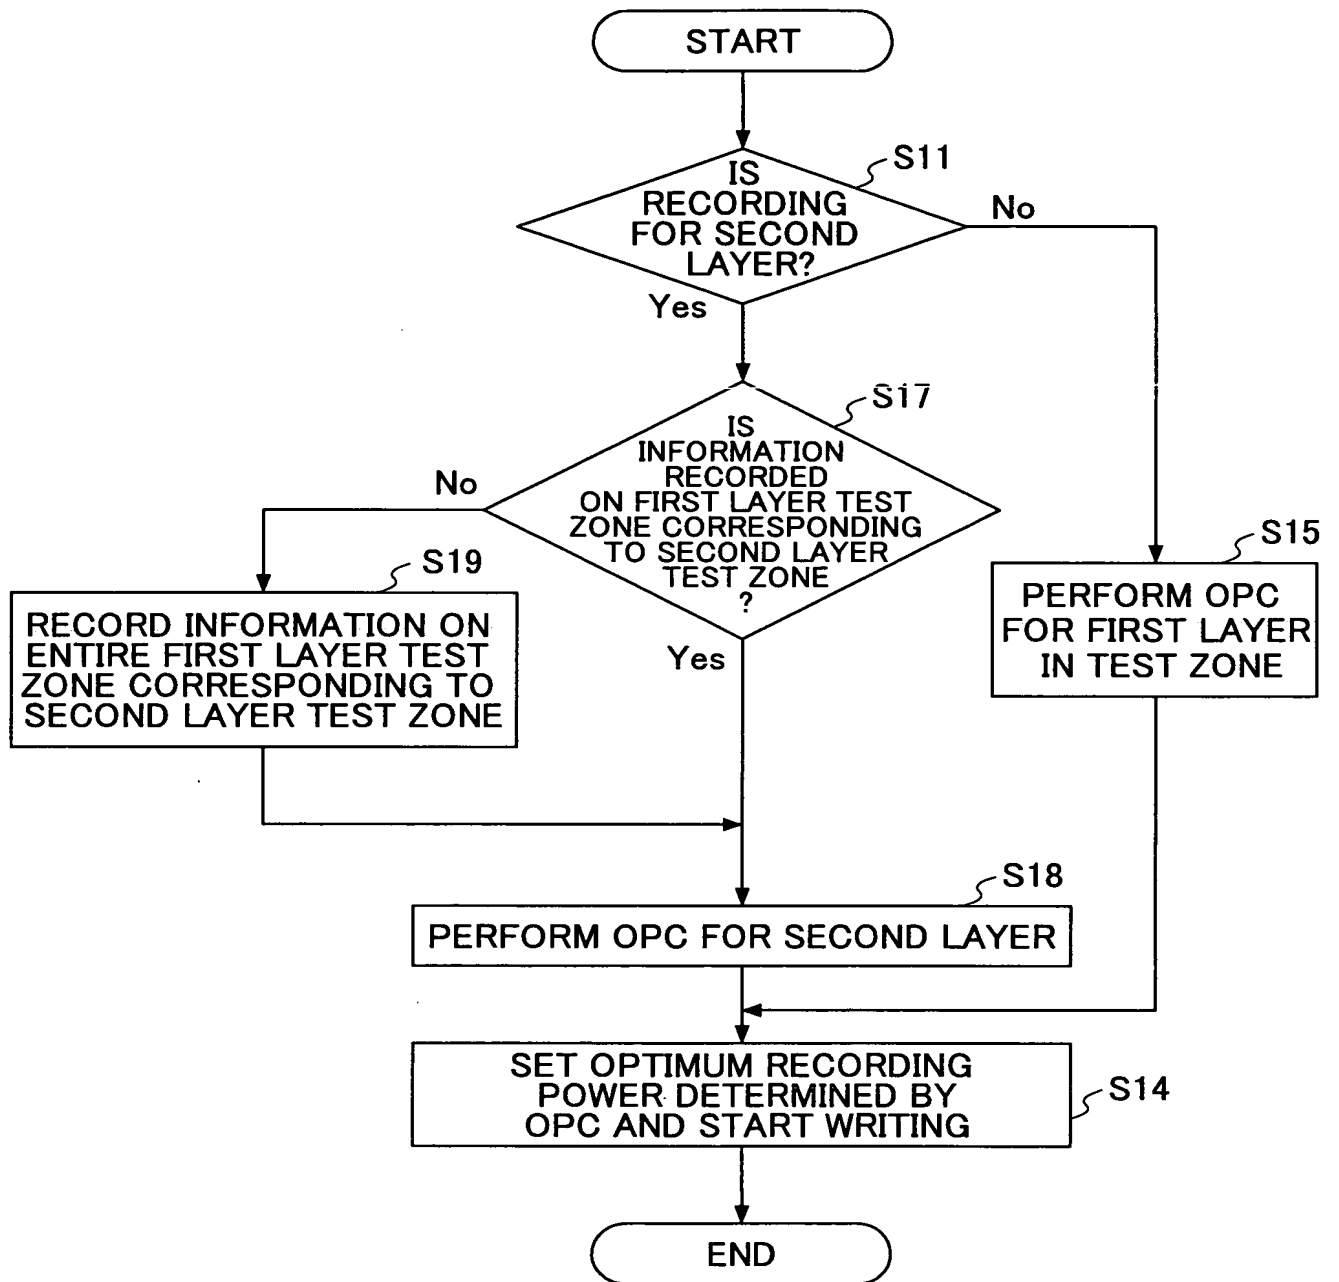 START
S11
IS
RECORDING
FOR SECOND
LAYER?
No
Yes
S17
IS
INFORMATION
RECORDED
ON FIRST LAYER TEST
ZONE CORRESPONDING
TO SECOND LAYER
TEST ZONE
?
No
Yes
S19
RECORD INFORMATION ON
ENTIRE FIRST LAYER TEST
ZONE CORRESPONDING TO
SECOND LAYER TEST ZONE
S15
PERFORM OPC
FOR FIRST LAYER
IN TEST ZONE
S18
PERFORM OPC FOR SECOND LAYER
SET OPTIMUM RECORDING
POWER DETERMINED BY
OPC AND START WRITING
S14
END